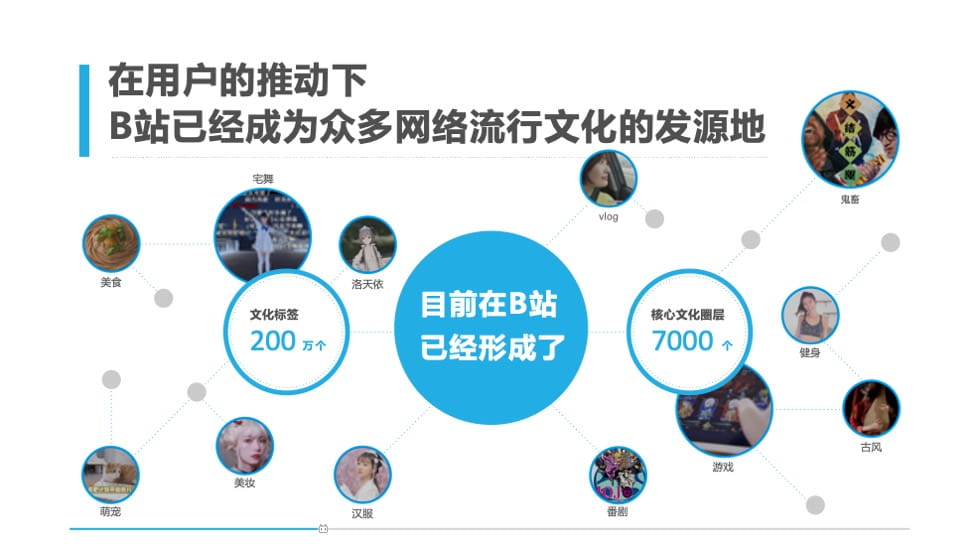 在用户的推动下
B站已经成为众多网络流行文化的发源地
宅舞
vlog
鬼畜
美食
洛天依
文化标签
200 万个
目前在B站
已经形成了
核心文化圈层
7000 个
健身
古风
游戏
美妆
萌宠
汉服
番剧